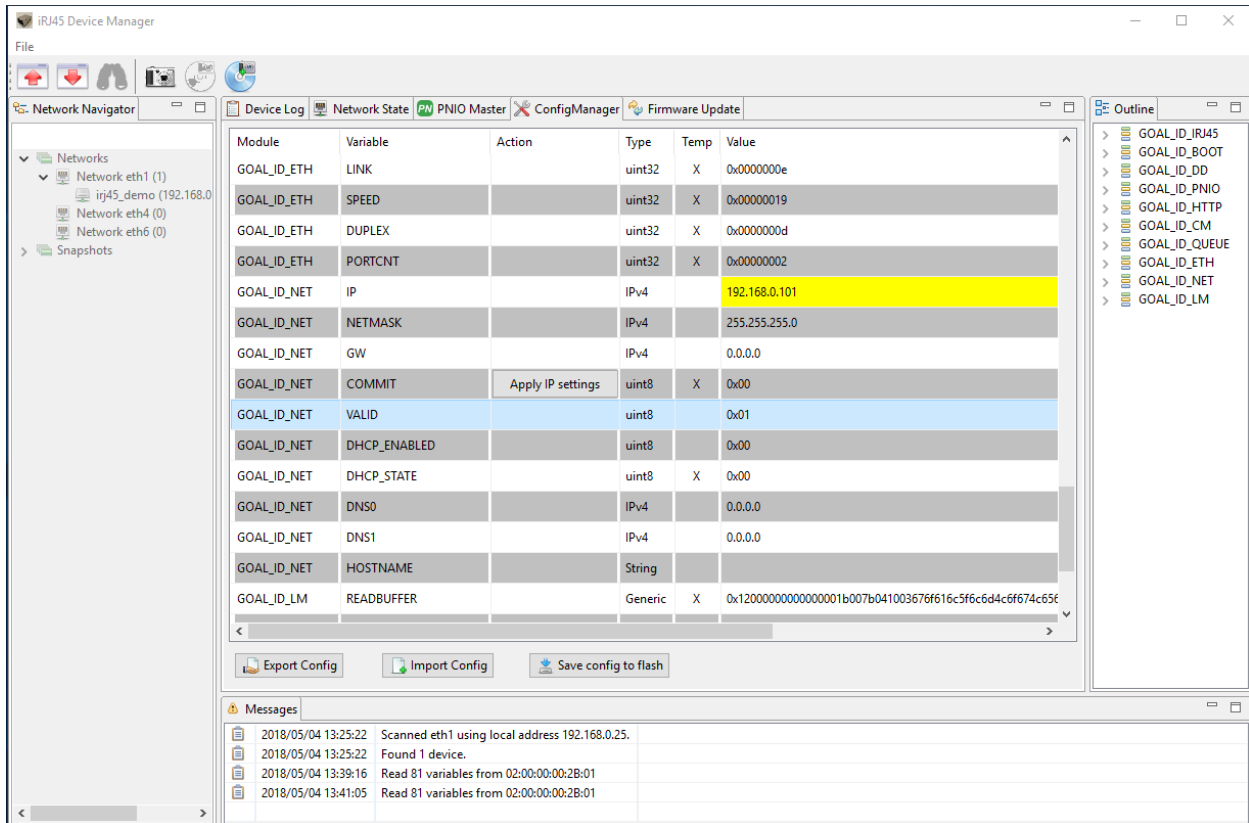 iRJ45 Device Manager
File
Network Navigator
Networks
Network eth1 (1)
irj45_demo (192.168.0
Network eth4 (0)
Network eth6 (0)
Snapshots
Device Log Network State PN PNIO Master ConfigManager Firmware Update
Module Variable Action Type Temp Value
GOAL_ID_ETH LINK uint32 X 0x0000000e
GOAL_ID_ETH SPEED uint32 X 0x00000019
GOAL_ID_ETH DUPLEX uint32 X 0x0000000d
GOAL_ID_ETH PORTCNT uint32 X 0x00000002
GOAL_ID_NET IP IPv4 192.168.0.101
GOAL_ID_NET NETMASK IPv4 255.255.255.0
GOAL_ID_NET GW IPv4 0.0.0.0
GOAL_ID_NET COMMIT Apply IP settings uint8 X 0x00
GOAL_ID_NET VALID uint8 0x01
GOAL_ID_NET DHCP_ENABLED uint8 0x00
GOAL_ID_NET DHCP_STATE uint8 X 0x00
GOAL_ID_NET DNS0 IPv4 0.0.0.0
GOAL_ID_NET DNS1 IPv4 0.0.0.0
GOAL_ID_NET HOSTNAME String
GOAL_ID_LM READBUFFER Generic X 0x12000000000000001b007b041003676f616c5f6c6d4c6f674c656
Export Config Import Config Save config to flash
Outline
GOAL_ID_IRJ45
GOAL_ID_BOOT
GOAL_ID_DD
GOAL_ID_PNIO
GOAL_ID_HTTP
GOAL_ID_CM
GOAL_ID_QUEUE
GOAL_ID_ETH
GOAL_ID_NET
GOAL_ID_LM
Messages
2018/05/04 13:25:22 Scanned eth1 using local address 192.168.0.25.
2018/05/04 13:25:22 Found 1 device.
2018/05/04 13:39:16 Read 81 variables from 02:00:00:00:2B:01
2018/05/04 13:41:05 Read 81 variables from 02:00:00:00:2B:01